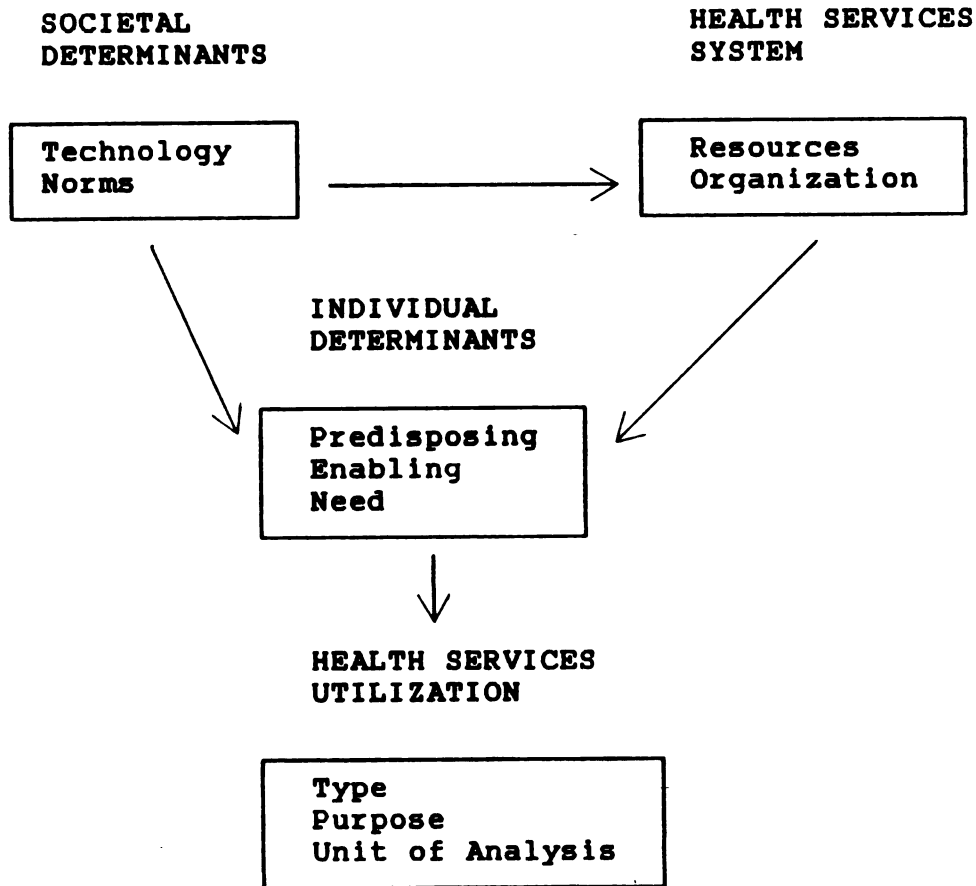 SOCIETAL
DETERMINANTS
HEALTH SERVICES
SYSTEM
Technology
Norms
Resources
Organization
INDIVIDUAL
DETERMINANTS
Predisposing
Enabling
Need
HEALTH SERVICES
UTILIZATION
Type
Purpose
Unit of Analysis